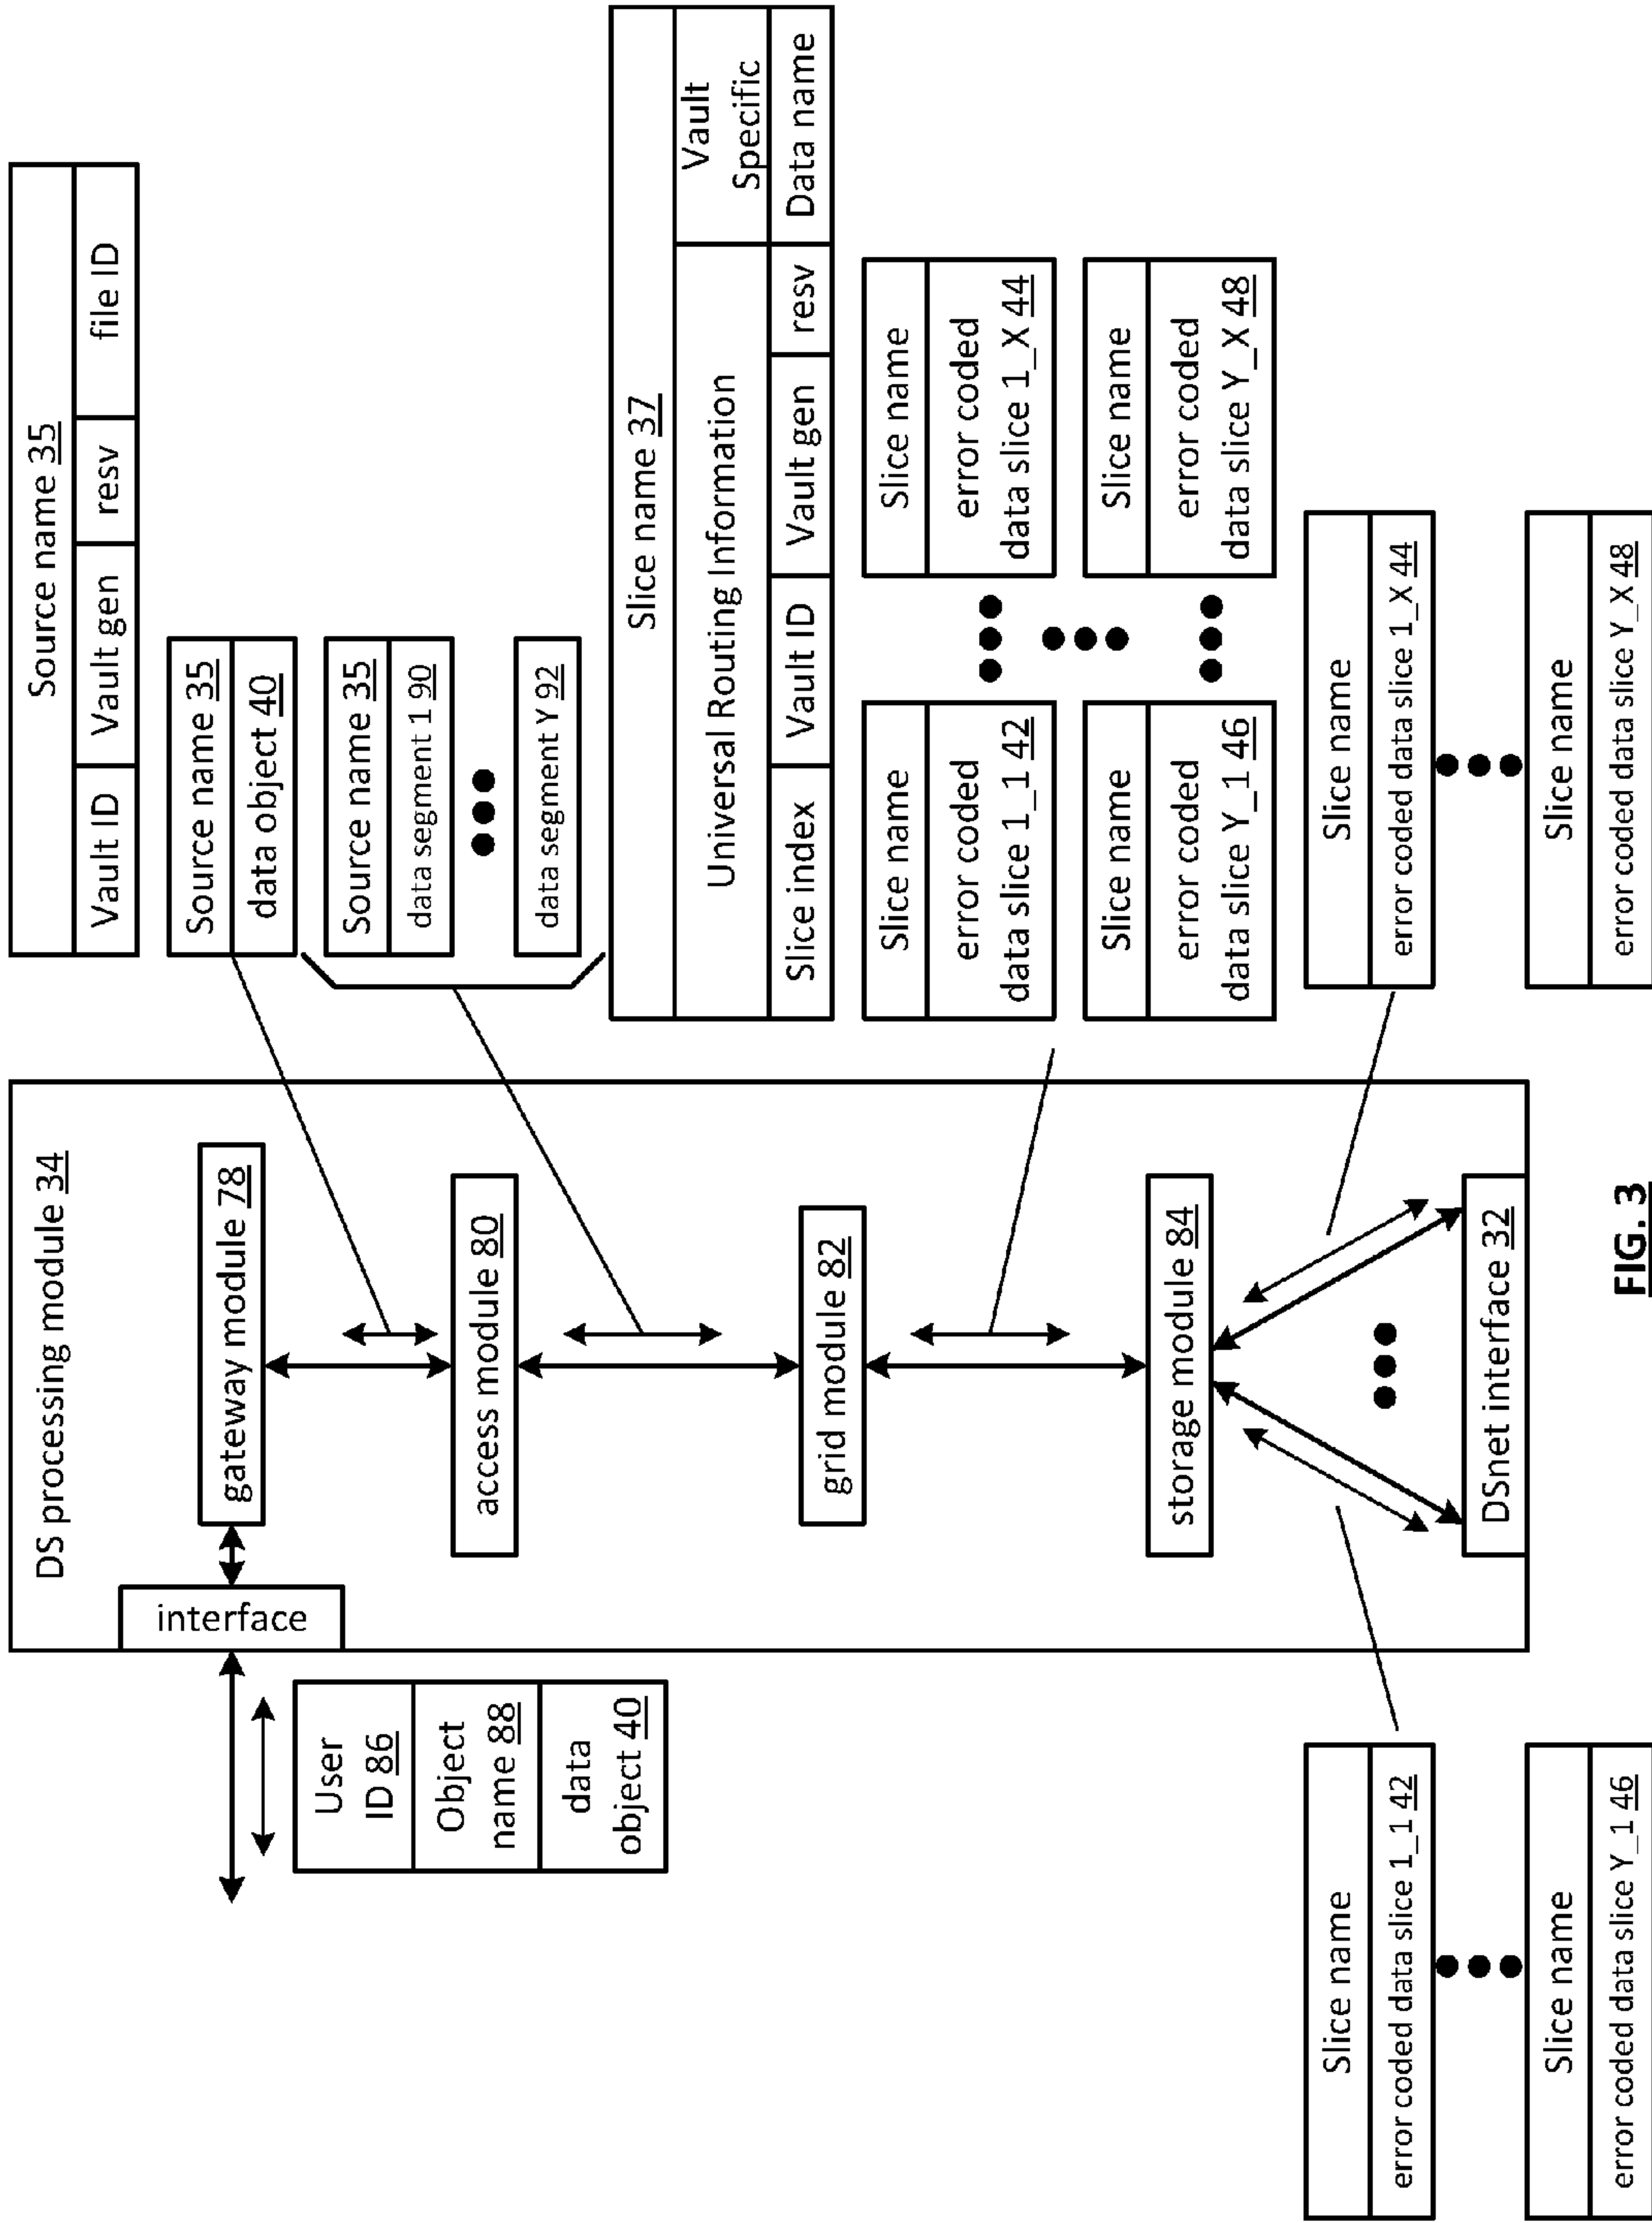 DS processing module 34
interface
gateway module 78
access module 80
grid module 82
storage module 84
DSnet interface 32
User
ID 86
Object
name 88
data
object 40
Source name 35
Vault ID
Vault gen
resv
file ID
Source name 35
data object 40
Source name 35
data segment 1 90
data segment Y 92
Slice name 37
Universal Routing Information
Vault
Specific
Slice index
Vault ID
Vault gen
resv
Data name
Slice name
error coded
data slice 1_1 42
Slice name
error coded
data slice 1_X 44
Slice name
error coded
data slice Y_1 46
Slice name
error coded
data slice Y_X 48
Slice name
error coded data slice 1_1 42
Slice name
error coded data slice Y_1 46
Slice name
error coded data slice 1_X 44
Slice name
error coded data slice Y_X 48
FIG. 3